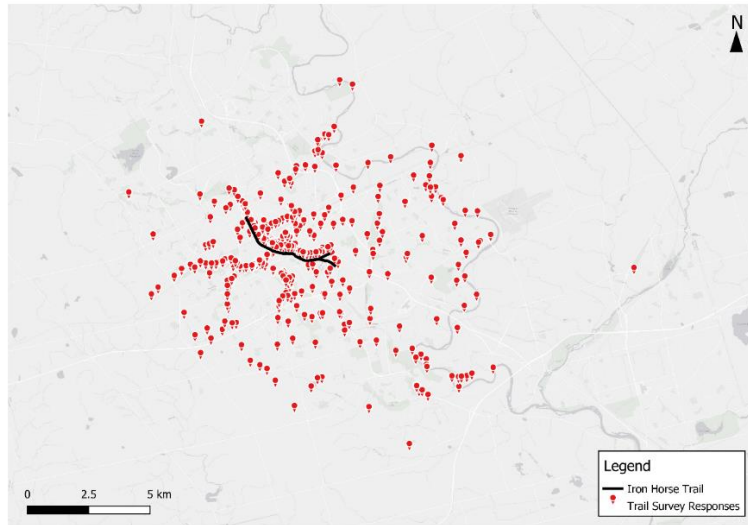 N
Legend
Iron Horse Trail
Trail Survey Responses
0 2.5 5 km